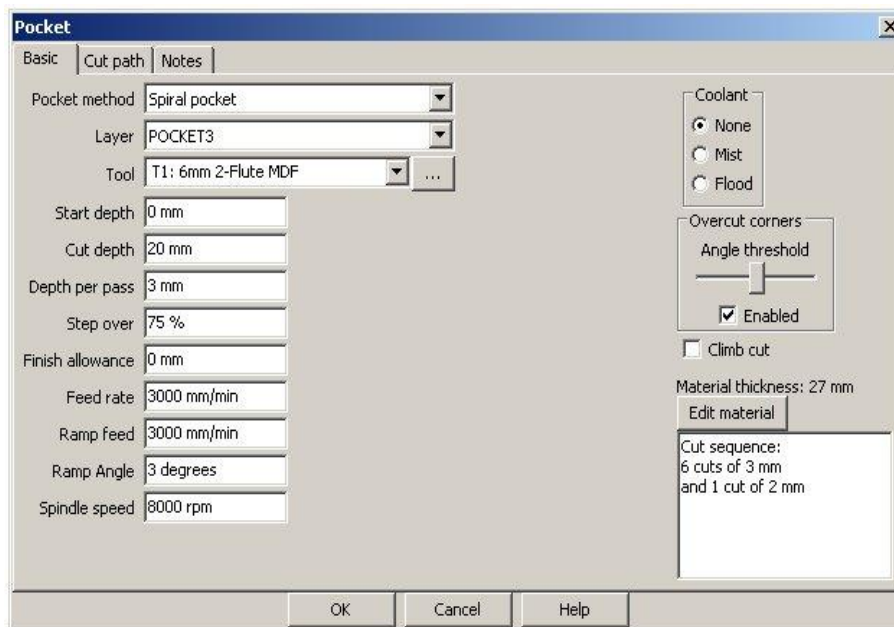 Pocket
Basic Cut path Notes
Pocket method Spiral pocket
Layer POCKET3
Tool T1: 6mm 2-Flute MDF ...
Start depth 0 mm
Cut depth 20 mm
Depth per pass 3 mm
Step over 75 %
Finish allowance 0 mm
Feed rate 3000 mm/min
Ramp feed 3000 mm/min
Ramp Angle 3 degrees
Spindle speed 8000 rpm
Coolant
None
Mist
Flood
Overcut corners
Angle threshold
Enabled
Climb cut
Material thickness: 27 mm
Edit material
Cut sequence:
6 cuts of 3 mm
and 1 cut of 2 mm
OK Cancel Help